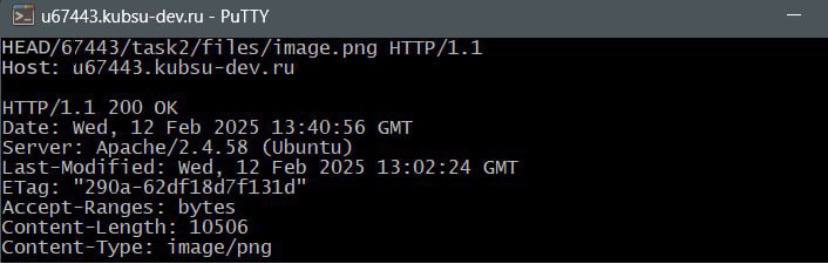 u67443.kubsu-dev.ru - PuTTY
HEAD/67443/task2/files/image.png HTTP/1.1
Host: u67443.kubsu-dev.ru
HTTP/1.1 200 OK
Date: Wed, 12 Feb 2025 13:40:56 GMT
Server: Apache/2.4.58 (Ubuntu)
Last-Modified: Wed, 12 Feb 2025 13:02:24 GMT
ETag: "290a-62df18d7f131d"
Accept-Ranges: bytes
Content-Length: 10506
Content-Type: image/png